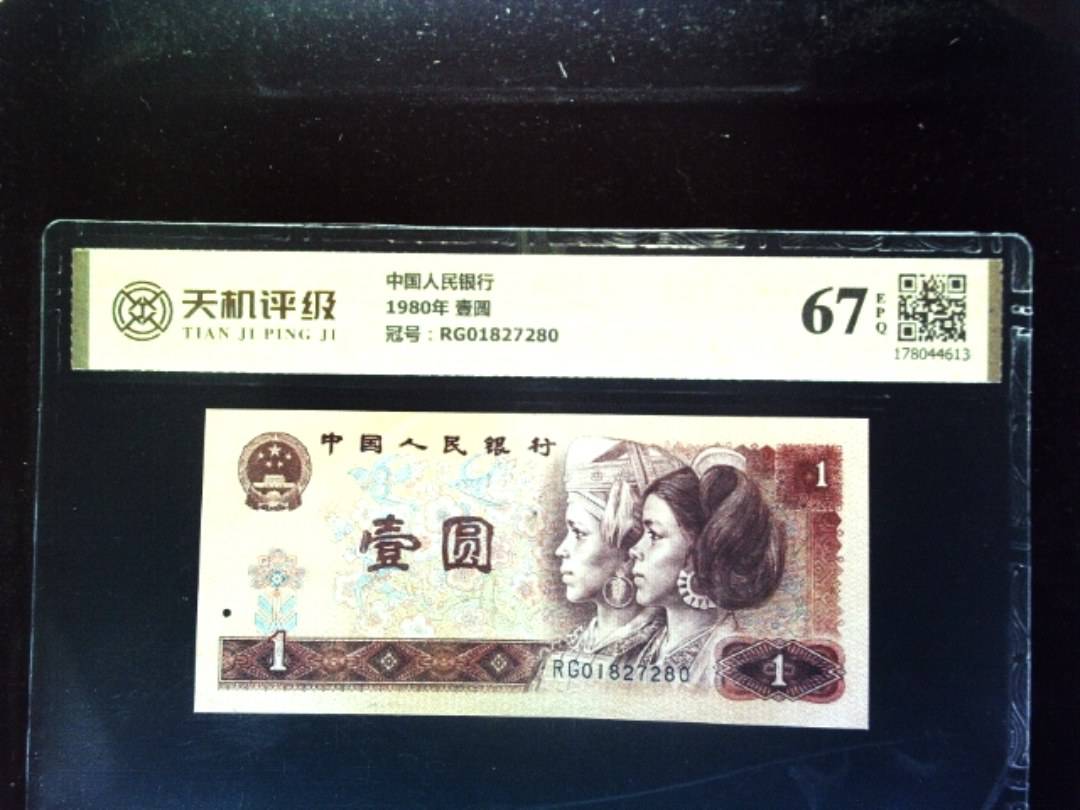 天机评级
TIAN JI PING JI
中国人民银行
1980年 壹圆
冠号：RG01827280
67
EPQ
178044613
中国人民银行
壹圆
1
1
RG01827280
1